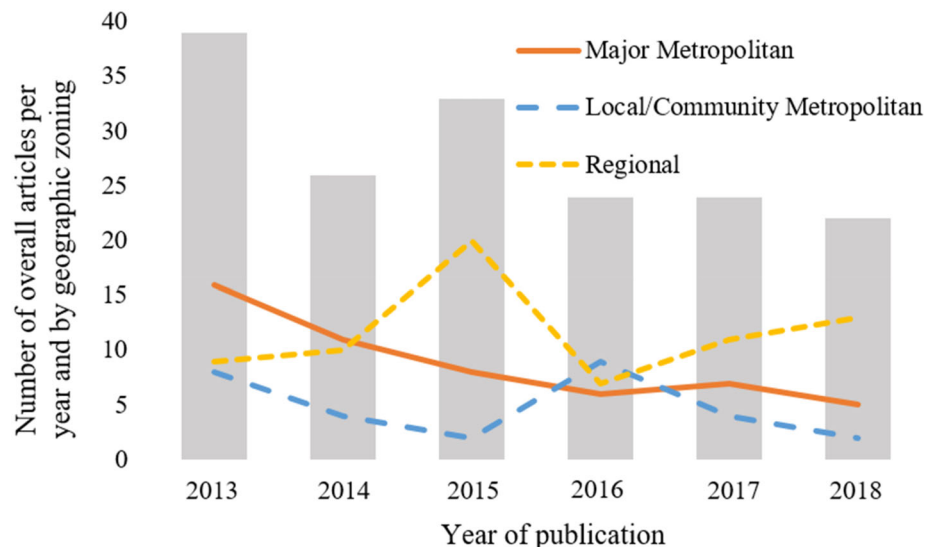 Number of overall articles per
year and by geographic zoning
40
35
30
25
20
15
10
5
0
Major Metropolitan
Local/Community Metropolitan
Regional
2013 2014 2015 2016 2017 2018
Year of publication